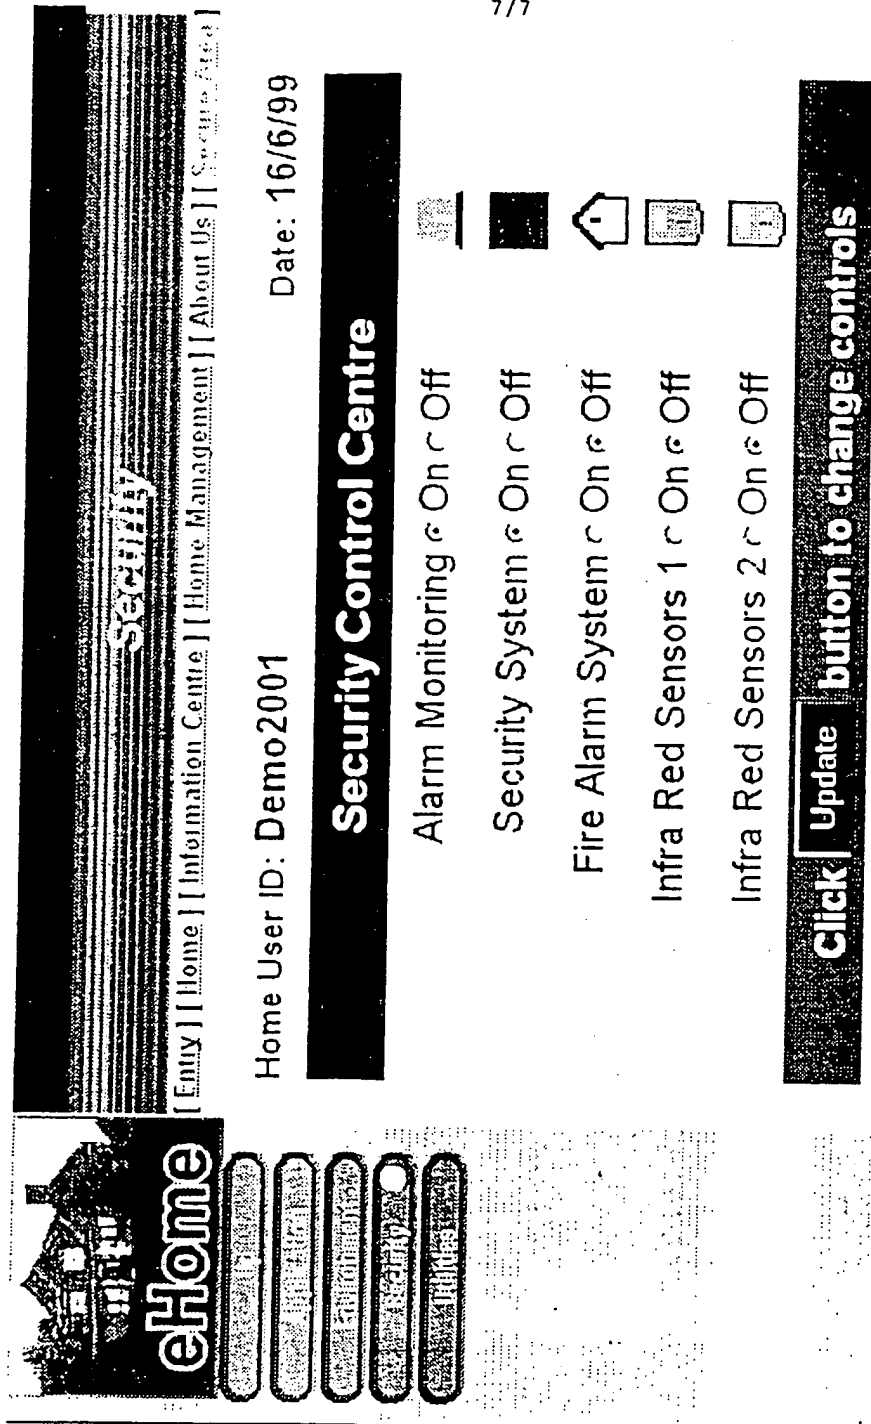 7/7
security
[ Entry ] [ Home ] [ Information Centre ] [ Home Management ] [ About Us ] [ Secure Area ]
eHome
Home User ID: Demo2001 Date: 16/6/99
Security Control Centre
Alarm Monitoring On Off
Security System On Off
Fire Alarm System On Off
Infra Red Sensors 1 On Off
Infra Red Sensors 2 On Off
Click Update button to change controls